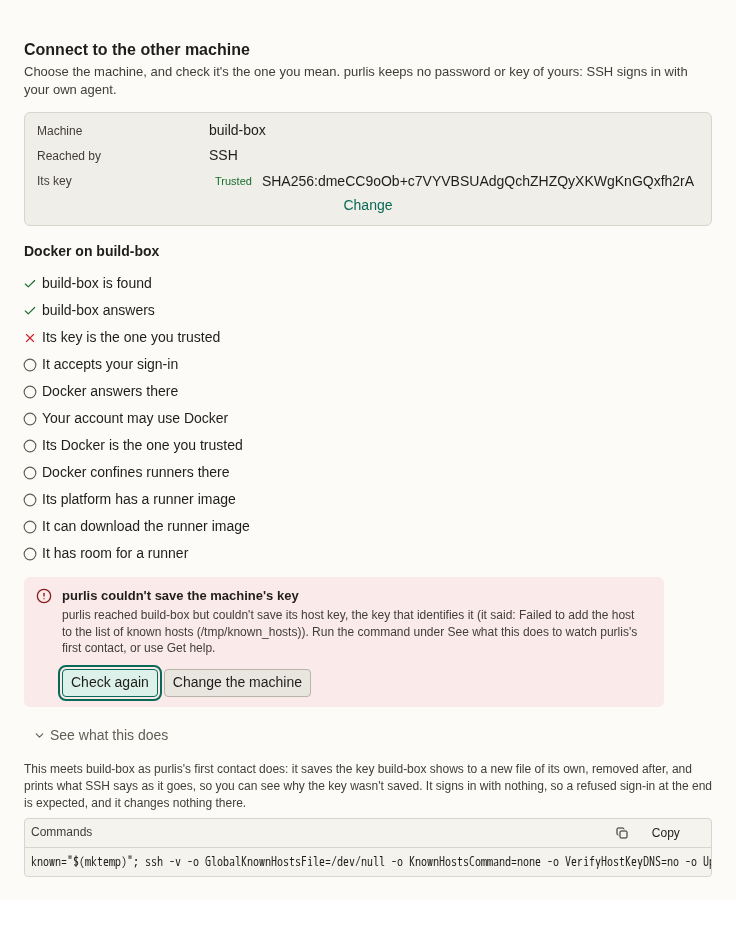 Connect to the other machine
Choose the machine, and check it's the one you mean. purlis keeps no password or key of yours: SSH signs in with
your own agent.
Machine build-box
Reached by SSH
Its key Trusted SHA256:dmeCC9oOb+c7VYVBSUAdgQchZHZQyXKWgKnGQxfh2rA
Change
Docker on build-box
build-box is found
build-box answers
Its key is the one you trusted
It accepts your sign-in
Docker answers there
Your account may use Docker
Its Docker is the one you trusted
Docker confines runners there
Its platform has a runner image
It can download the runner image
It has room for a runner
purlis couldn't save the machine's key
purlis reached build-box but couldn't save its host key, the key that identifies it (it said: Failed to add the host
to the list of known hosts (/tmp/known_hosts)). Run the command under See what this does to watch purlis's
first contact, or use Get help.
Check again Change the machine
See what this does
This meets build-box as purlis's first contact does: it saves the key build-box shows to a new file of its own, removed after, and
prints what SSH says as it goes, so you can see why the key wasn't saved. It signs in with nothing, so a refused sign-in at the end
is expected, and it changes nothing there.
Commands Copy
known="$(mktemp)"; ssh -v -o GlobalKnownHostsFile=/dev/null -o KnownHostsCommand=none -o VerifyHostKeyDNS=no -o